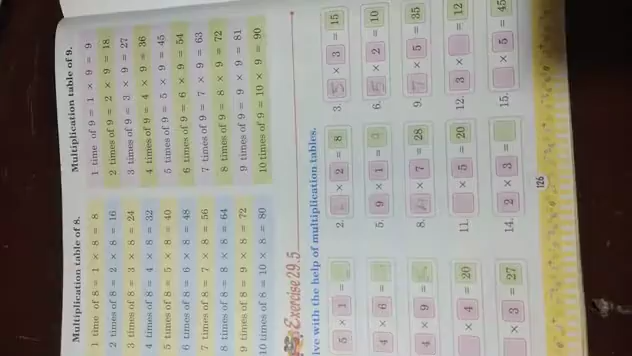 Multiplication table of 8.
1 time of 8 = 1 × 8 = 8
2 times of 8 = 2 × 8 = 16
3 times of 8 = 3 × 8 = 24
4 times of 8 = 4 × 8 = 32
5 times of 8 = 5 × 8 = 40
6 times of 8 = 6 × 8 = 48
7 times of 8 = 7 × 8 = 56
8 times of 8 = 8 × 8 = 64
9 times of 8 = 9 × 8 = 72
10 times of 8 = 10 × 8 = 80
Multiplication table of 9.
1 time of 9 = 1 × 9 = 9
2 times of 9 = 2 × 9 = 18
3 times of 9 = 3 × 9 = 27
4 times of 9 = 4 × 9 = 36
5 times of 9 = 5 × 9 = 45
6 times of 9 = 6 × 9 = 54
7 times of 9 = 7 × 9 = 63
8 times of 9 = 8 × 9 = 72
9 times of 9 = 9 × 9 = 81
10 times of 9 = 10 × 9 = 90
Exercise 29.5
lve with the help of multiplication tables.
5 × 1 = 2. × 2 = 8 3. 5 × 3 = 15
4 × 6 = 5. 9 × 1 = 9 6. 5 × 2 = 10
4 × 9 = 8. × 7 = 28 9. 7 × 5 = 35
× 4 = 20 11. × 5 = 20 12. 3 × = 12
× 3 = 27 14. 2 × 3 = 15. × 5 = 45
126